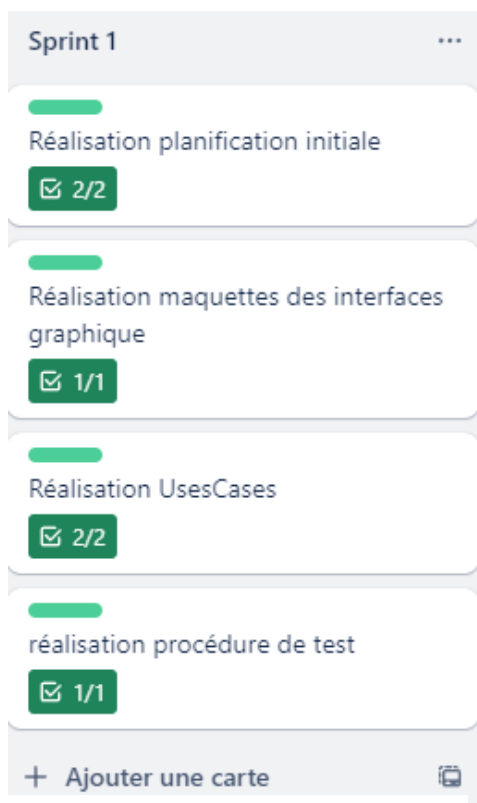 Sprint 1
Réalisation planification initiale
2/2
Réalisation maquettes des interfaces
graphique
1/1
Réalisation UsesCases
2/2
réalisation procédure de test
1/1
+ Ajouter une carte